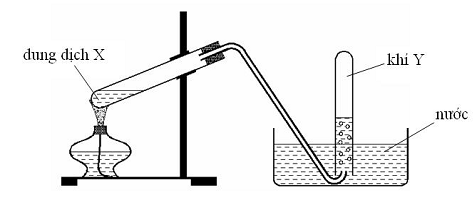 dung dịch X
khí Y
nước